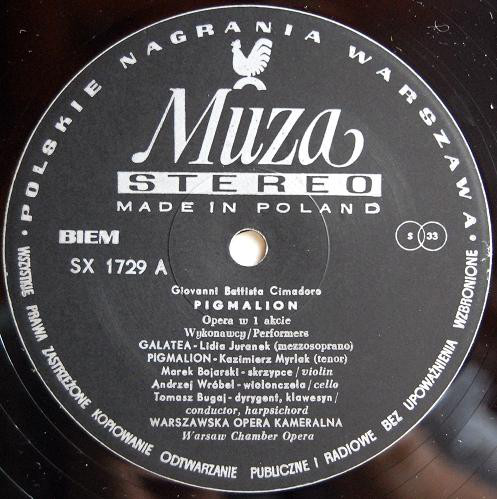 • POLSKIE NAGRANIA WARSZAWA •
Muza
STEREO
MADE IN POLAND
BIEM
S 33
SX 1729 A
Giovanni Battista Cimadoro
PIGMALION
Opera w 1 akcie
Wykonawcy/Performers
GALATEA-Lidia Juranek (mezzosoprano)
PIGMALION-Kazimierz Myrlak (tenor)
Marek Bojarski-skrzypce/violin
Andrzej Wróbel-wiolonczela/cello
Tomasz Bugaj-dyrygent, klawesyn/
conductor, harpsichord
WARSZAWSKA OPERA KAMERALNA
Warsaw Chamber Opera
WSZYSTKIE PRAWA ZASTRZEŻONE KOPIOWANIE ODTWARZANIE PUBLICZNE I RADIOWE BEZ UPOWAŻNIENIA WZBRONIONE